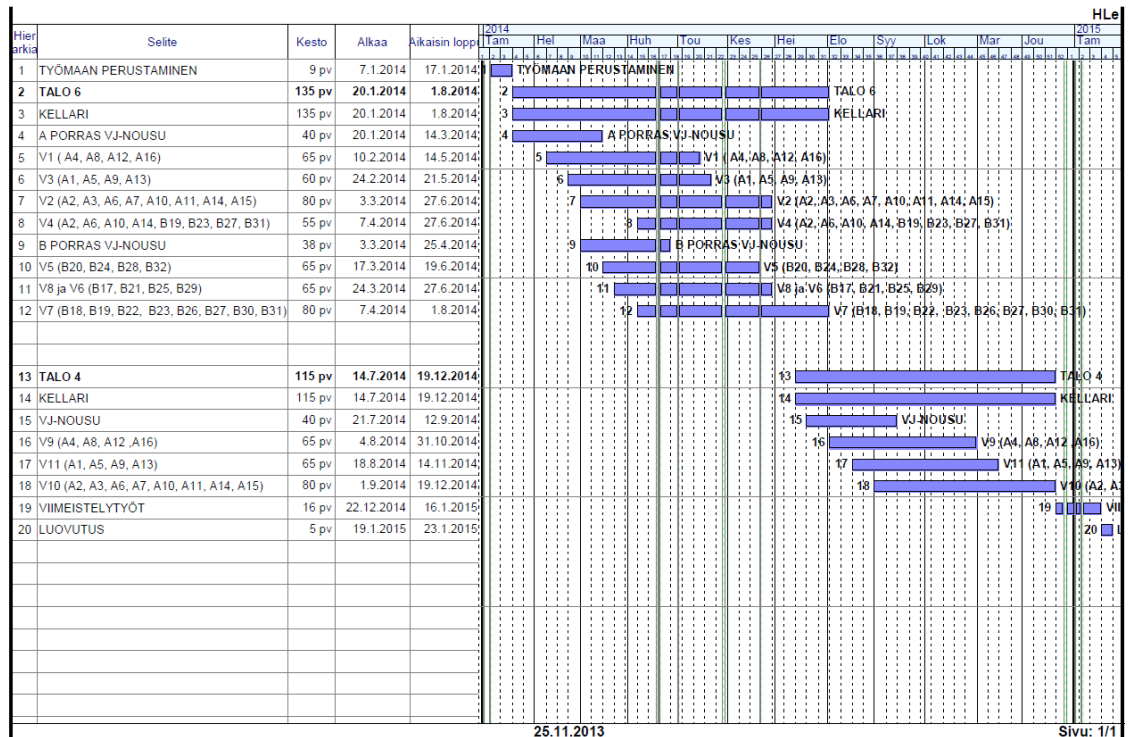 HLe
Hier arkia Selite Kesto Alkaa Aikaisin loppu 2014 Tam Hel Maa Huh Tou Kes Hei Elo Syy Lok Mar Jou 2015 Tam
1 TYÖMAAN PERUSTAMINEN 9 pv 7.1.2014 17.1.2014 1 TYÖMAAN PERUSTAMINEN
2 TALO 6 135 pv 20.1.2014 1.8.2014 2 TALO 6
3 KELLARI 135 pv 20.1.2014 1.8.2014 3 KELLARI
4 A PORRAS VJ-NOUSU 40 pv 20.1.2014 14.3.2014 4 A PORRAS VJ-NOUSU
5 V1 ( A4, A8, A12, A16) 65 pv 10.2.2014 14.5.2014 5 V1 ( A4, A8, A12, A16)
6 V3 (A1, A5, A9, A13) 60 pv 24.2.2014 21.5.2014 6 V3 (A1, A5, A9, A13)
7 V2 (A2, A3, A6, A7, A10, A11, A14, A15) 80 pv 3.3.2014 27.6.2014 7 V2 (A2, A3, A6, A7, A10, A11, A14, A15)
8 V4 (A2, A6, A10, A14, B19, B23, B27, B31) 55 pv 7.4.2014 27.6.2014 8 V4 (A2, A6, A10, A14, B19, B23, B27, B31)
9 B PORRAS VJ-NOUSU 38 pv 3.3.2014 25.4.2014 9 B PORRAS VJ-NOUSU
10 V5 (B20, B24, B28, B32) 65 pv 17.3.2014 19.6.2014 10 V5 (B20, B24, B28, B32)
11 V8 ja V6 (B17, B21, B25, B29) 65 pv 24.3.2014 27.6.2014 11 V8 ja V6 (B17, B21, B25, B29)
12 V7 (B18, B19, B22, B23, B26, B27, B30, B31) 80 pv 7.4.2014 1.8.2014 12 V7 (B18, B19, B22, B23, B26, B27, B30, B31)
13 TALO 4 115 pv 14.7.2014 19.12.2014 13 TALO 4
14 KELLARI 115 pv 14.7.2014 19.12.2014 14 KELLARI
15 VJ-NOUSU 40 pv 21.7.2014 12.9.2014 15 VJ-NOUSU
16 V9 (A4, A8, A12 ,A16) 65 pv 4.8.2014 31.10.2014 16 V9 (A4, A8, A12 ,A16)
17 V11 (A1, A5, A9, A13) 65 pv 18.8.2014 14.11.2014 17 V11 (A1, A5, A9, A13)
18 V10 (A2, A3, A6, A7, A10, A11, A14, A15) 80 pv 1.9.2014 19.12.2014 18 V10 (A2, A3
19 VIIMEISTELYTYÖT 16 pv 22.12.2014 16.1.2015 19 VII
20 LUOVUTUS 5 pv 19.1.2015 23.1.2015 20 L
25.11.2013 Sivu: 1/1